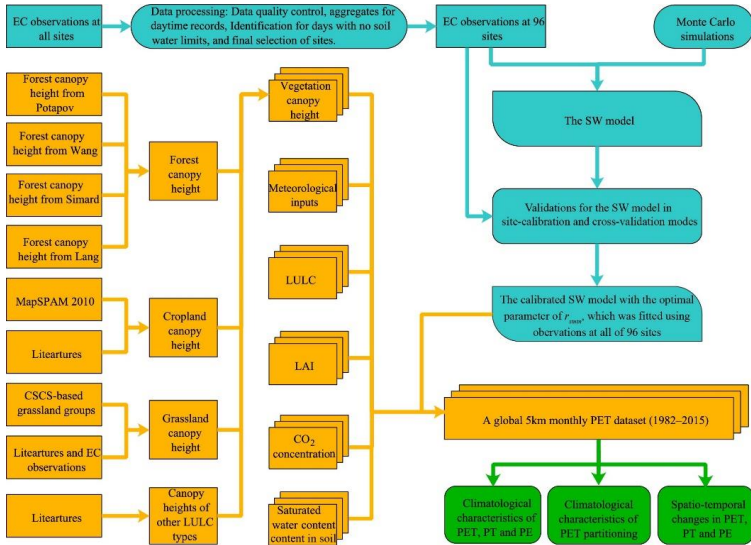 EC observations at
all sites
Data processing: Data quality control, aggregates for
daytime records, Identification for days with no soil
water limits, and final selection of sites.
EC observations at 96
sites
Monte Carlo
simulations
Forest canopy
height from
Potapov
Forest canopy
height from Wang
Forest canopy
height from Simard
Forest canopy
height from Lang
Forest canopy
height
MapSPAM 2010
Liteartures
Cropland
canopy
height
CSCS-based
grassland groups
Liteartures and EC
observations
Grassland
canopy
height
Liteartures
Canopy
heights of
other LULC
types
Vegetation
canopy
height
Meteorological
inputs
LULC
LAI
CO2
concentration
Saturated
water content
content in soil
The SW model
Validations for the SW model in
site-calibration and cross-validation modes
The calibrated SW model with the optimal
parameter of , which was fitted using
obervations at all of 96 sites
A global 5km monthly PET dataset (1982–2015)
Climatological
characteristics of
PET, PT and PE
Climatological
characteristics of
PET partitioning
Spatio-temporal
changes in PET,
PT and PE